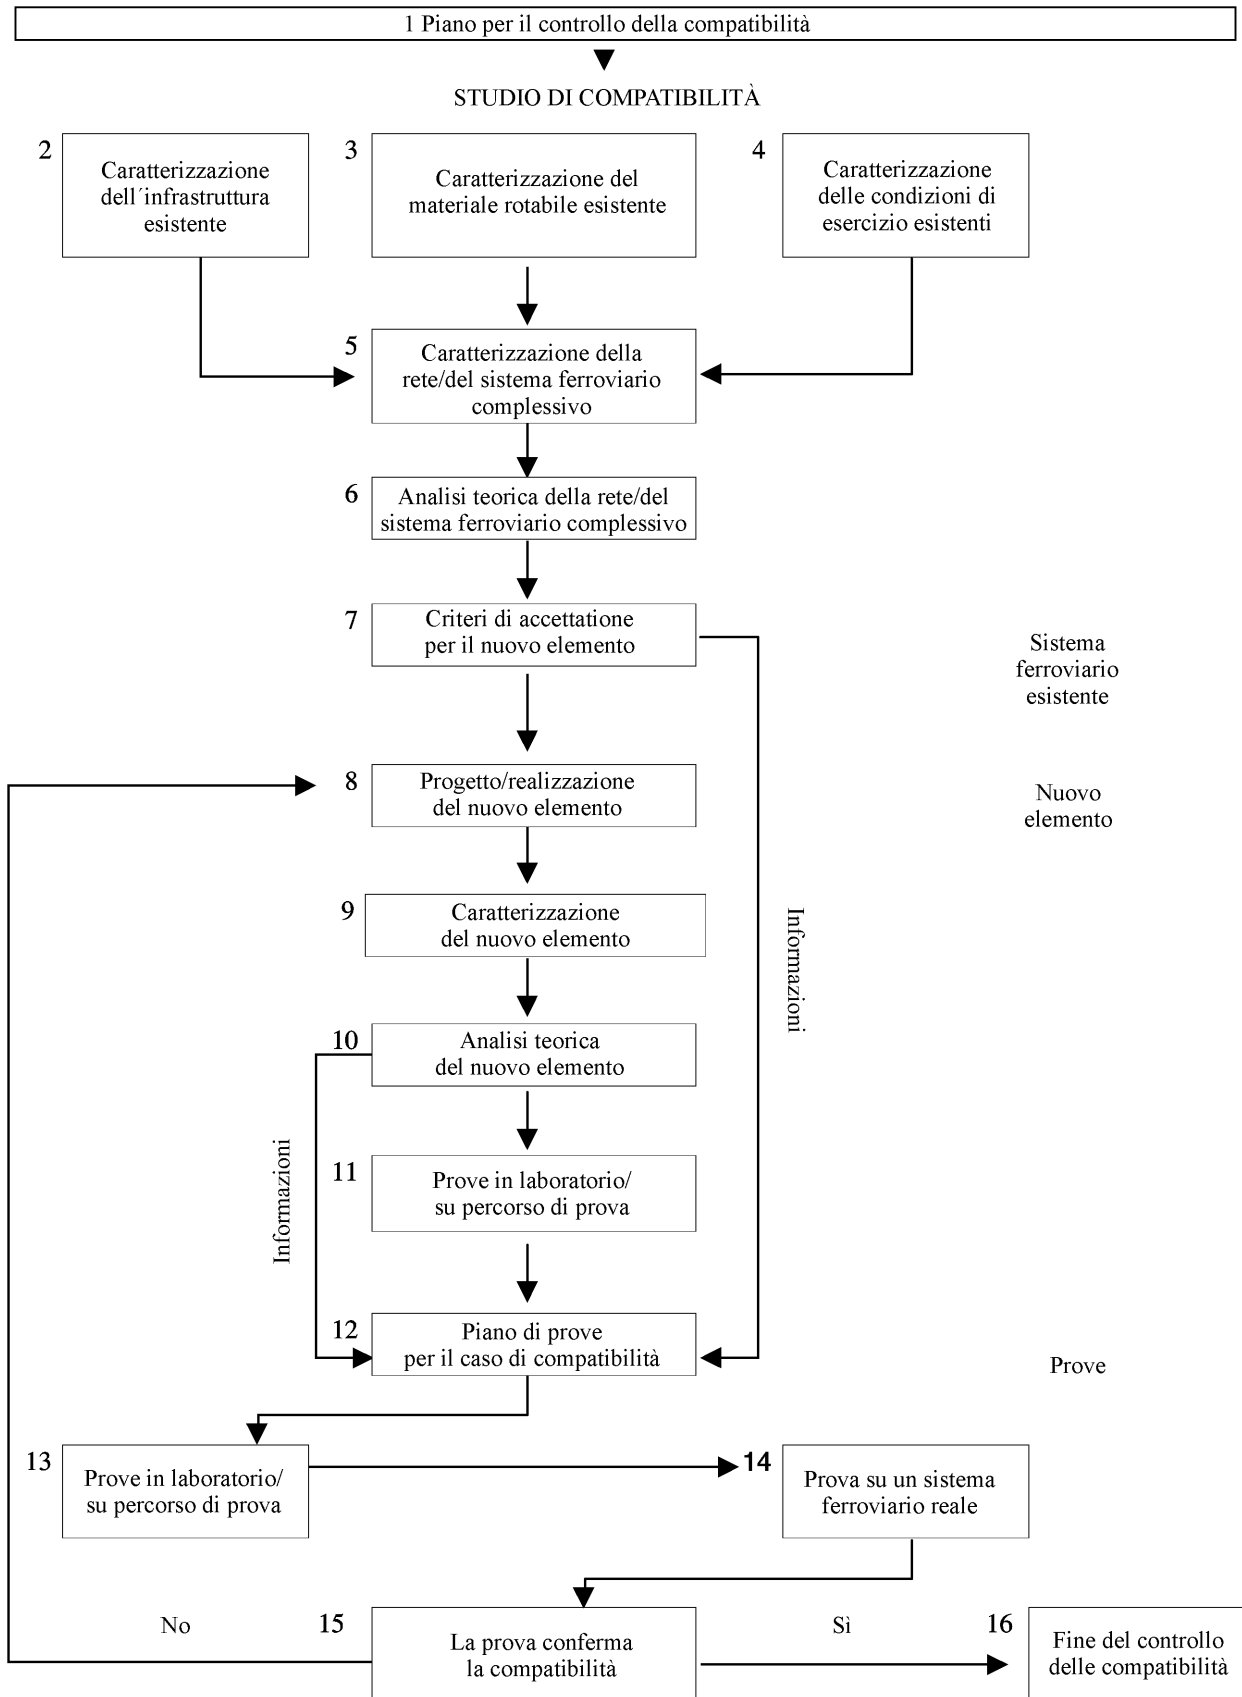 1 Piano per il controllo della compatibilità
STUDIO DI COMPATIBILITÀ
2
Caratterizzazione
dell´infrastruttura
esistente
3
Caratterizzazione del
materiale rotabile esistente
4
Caratterizzazione
delle condizioni di
esercizio esistenti
5
Caratterizzazione della
rete/del sistema ferroviario
complessivo
6
Analisi teorica della rete/del
sistema ferroviario complessivo
7
Criteri di accettatione
per il nuovo elemento
Sistema
ferroviario
esistente
8
Progetto/realizzazione
del nuovo elemento
Nuovo
elemento
9
Caratterizzazione
del nuovo elemento
Informazioni
10
Analisi teorica
del nuovo elemento
Informazioni
11
Prove in laboratorio/
su percorso di prova
12
Piano di prove
per il caso di compatibilità
Prove
13
Prove in laboratorio/
su percorso di prova
14
Prova su un sistema
ferroviario reale
No
15
La prova conferma
la compatibilità
Sì
16
Fine del controllo
delle compatibilità